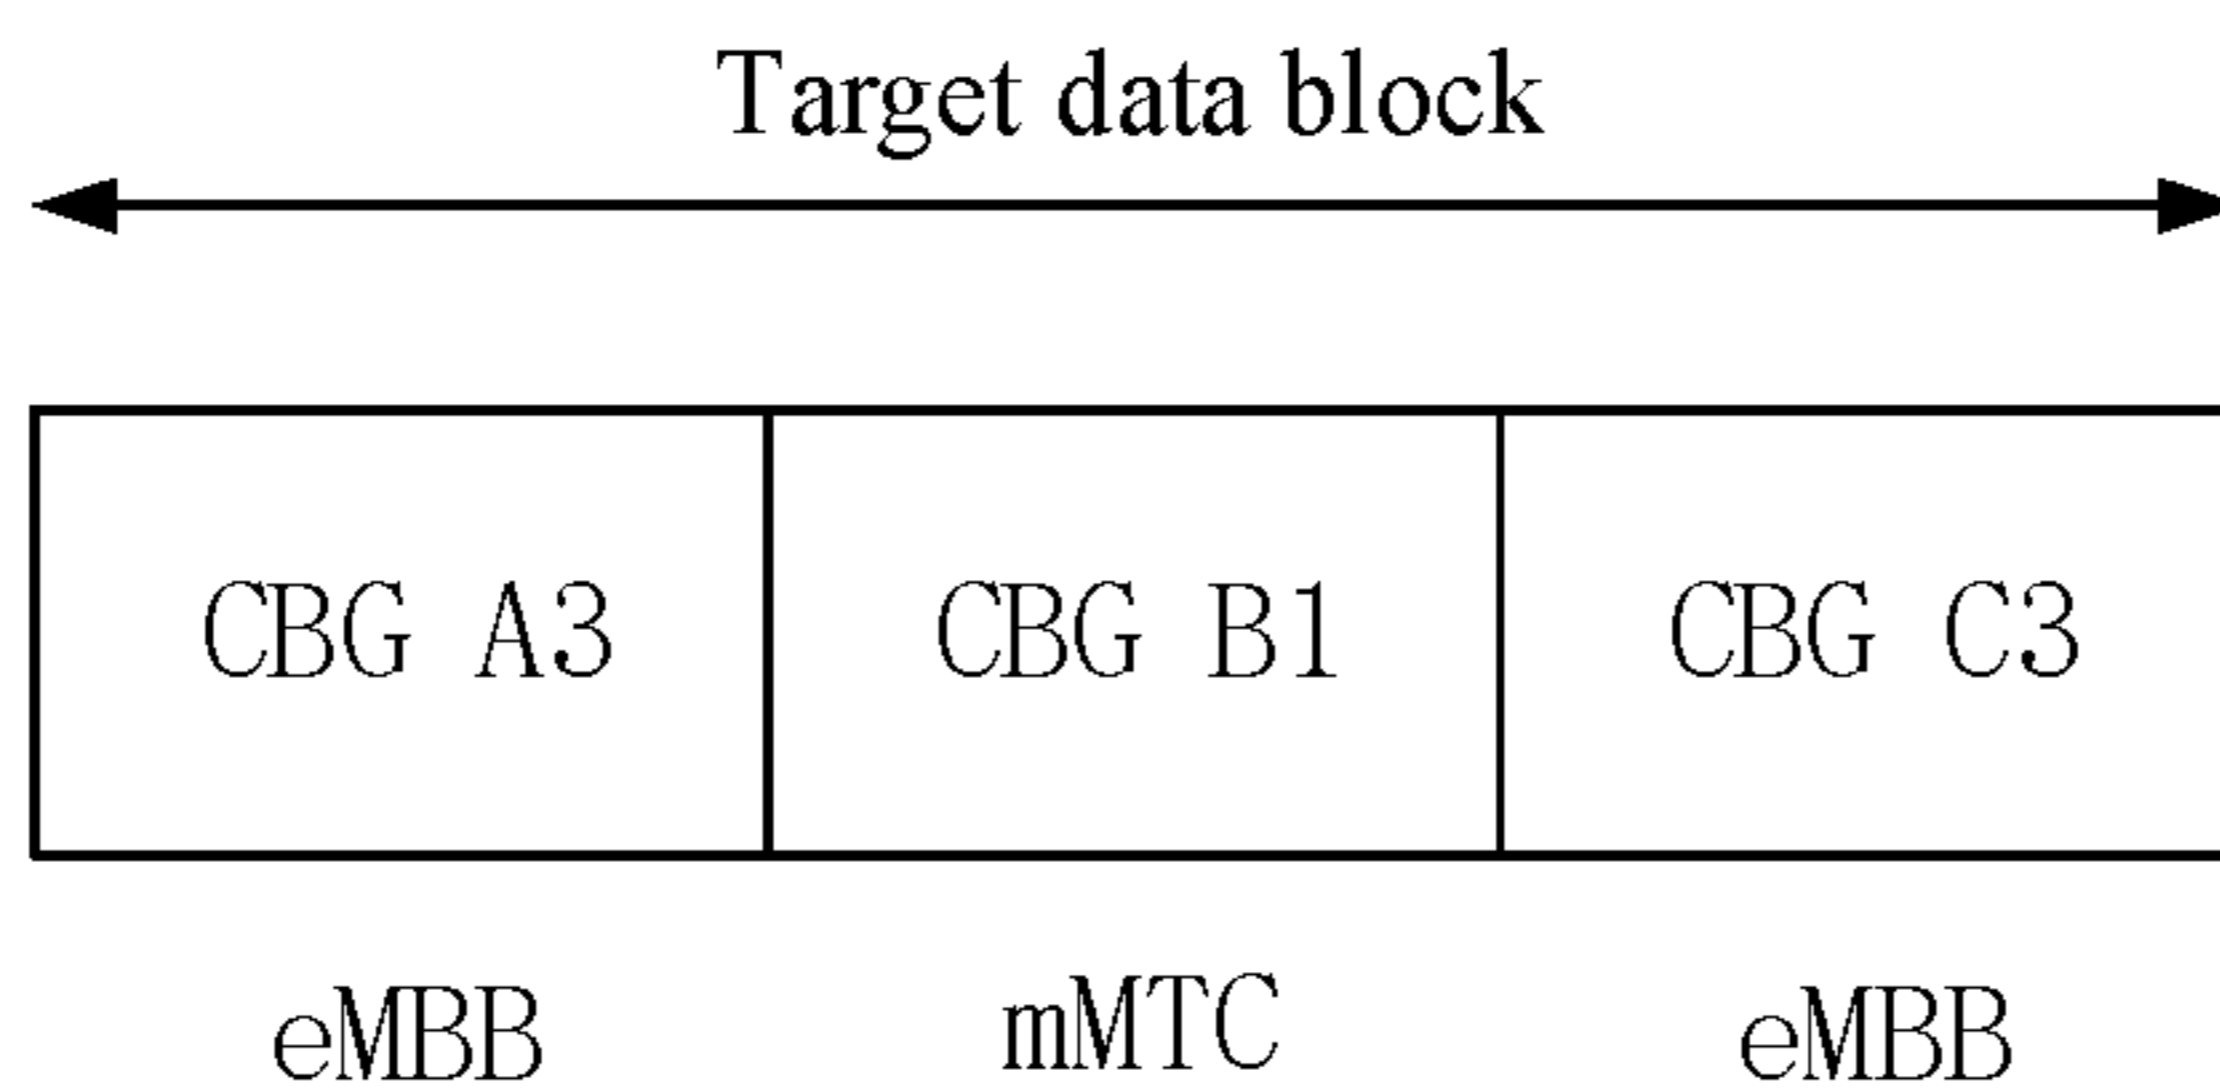 Target data block
CBG A3 CBG B1 CBG C3
eMBB mMTC eMBB